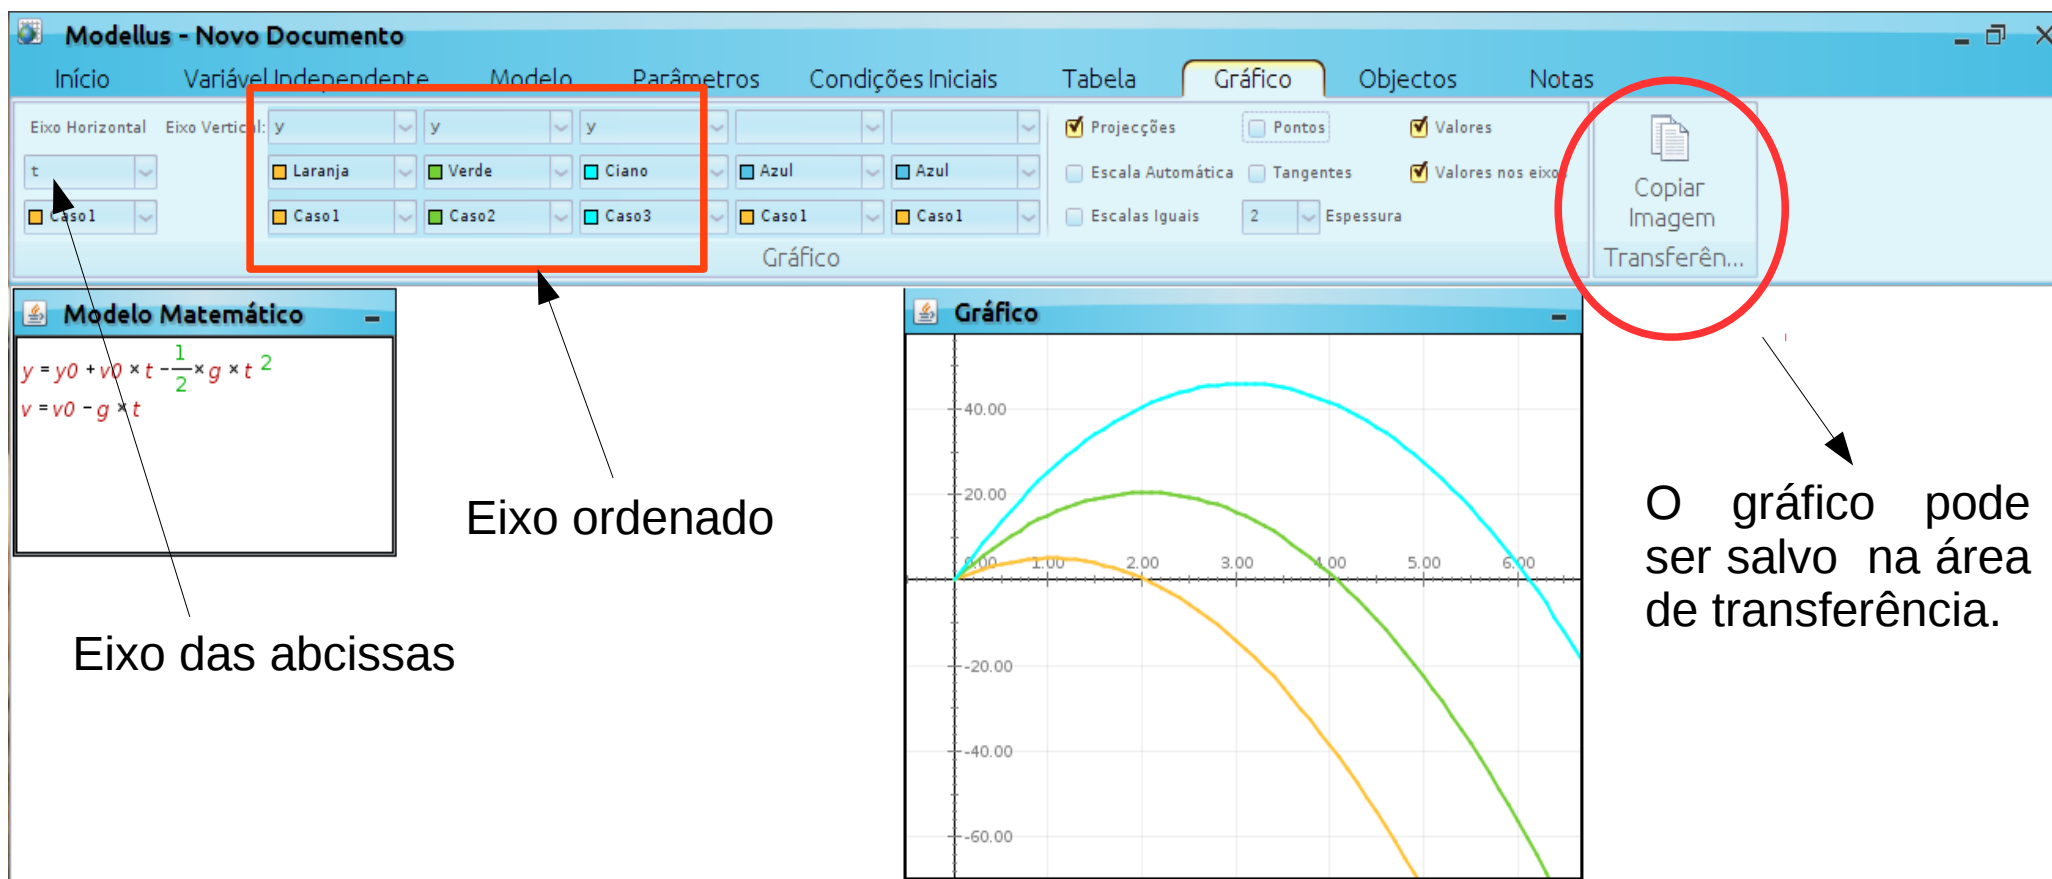 Modellus - Novo Documento
Início Variável Independente Modelo Parâmetros Condições Iniciais Tabela Gráfico Objectos Notas
Eixo Horizontal Eixo Vertical: y y y Projecções Pontos Valores
t Laranja Verde Ciano Azul Azul Escala Automática Tangentes Valores nos eixos
Caso1 Caso1 Caso2 Caso3 Caso1 Caso1 Escalas Iguais 2 Espessura
Copiar
Imagem
Gráfico Transferên...
Modelo Matemático
y = y0 + v0 × t - 1/2 × g × t 2
v = v0 - g × t
Gráfico
40.00
20.00
0.00 1.00 2.00 3.00 4.00 5.00 6.00
-20.00
-40.00
-60.00
Eixo ordenado
Eixo das abcissas
O gráfico pode
ser salvo na área
de transferência.